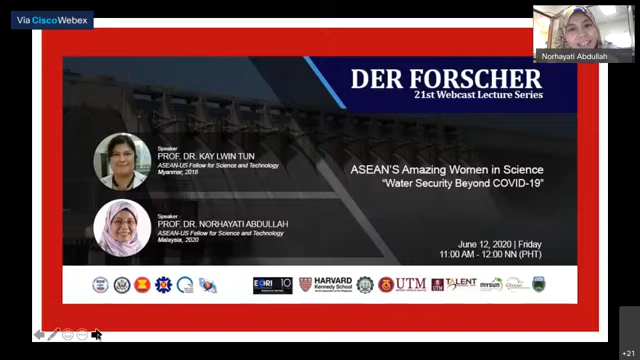 Via CiscoWebex
Norhayati Abdullah
DER FORSCHER
21st Webcast Lecture Series
Speaker
PROF. DR. KAY LWIN TUN
ASEAN-US Fellow for Science and Technology
Myanmar, 2018
ASEAN'S Amazing Women in Science
"Water Security Beyond COVID-19"
Speaker
PROF. DR. NORHAYATI ABDULLAH
ASEAN-US Fellow for Science and Technology
Malaysia, 2020
June 12, 2020 | Friday
11:00 AM - 12:00 NN (PHT)
10
HARVARD
Kennedy School
UTM
TALENT
+21